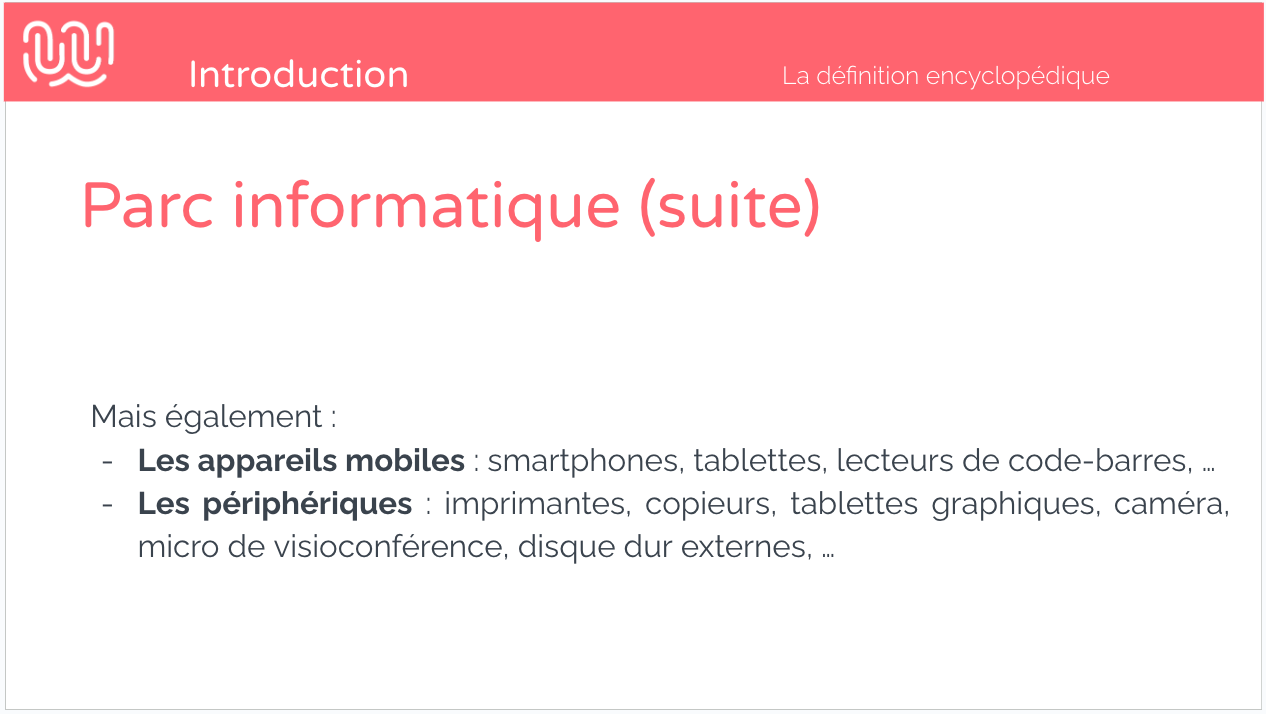 Introduction
La définition encyclopédique
Parc informatique (suite)
Mais également :
- Les appareils mobiles : smartphones, tablettes, lecteurs de code-barres, …
- Les périphériques : imprimantes, copieurs, tablettes graphiques, caméra,
micro de visioconférence, disque dur externes, …